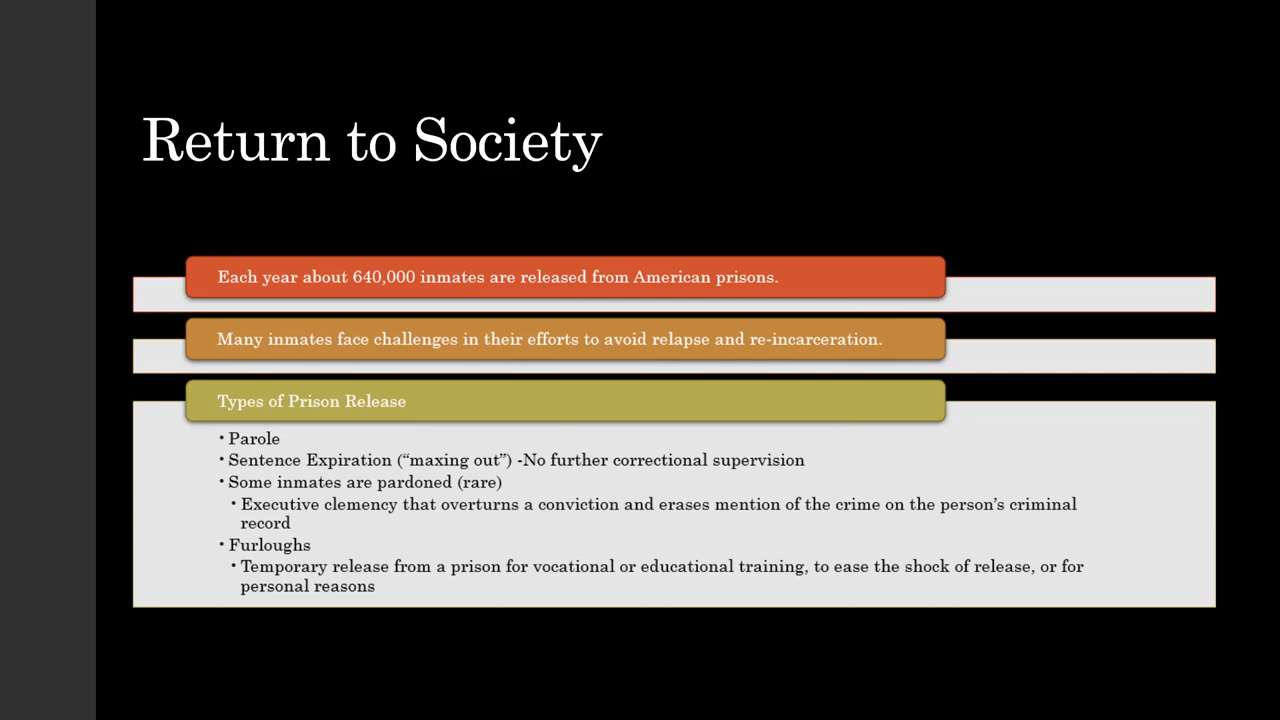 Return to Society
Each year about 640,000 inmates are released from American prisons.
Many inmates face challenges in their efforts to avoid relapse and re-incarceration.
Types of Prison Release
• Parole
• Sentence Expiration (“maxing out”) -No further correctional supervision
• Some inmates are pardoned (rare)
• Executive clemency that overturns a conviction and erases mention of the crime on the person’s criminal
record
• Furloughs
• Temporary release from a prison for vocational or educational training, to ease the shock of release, or for
personal reasons